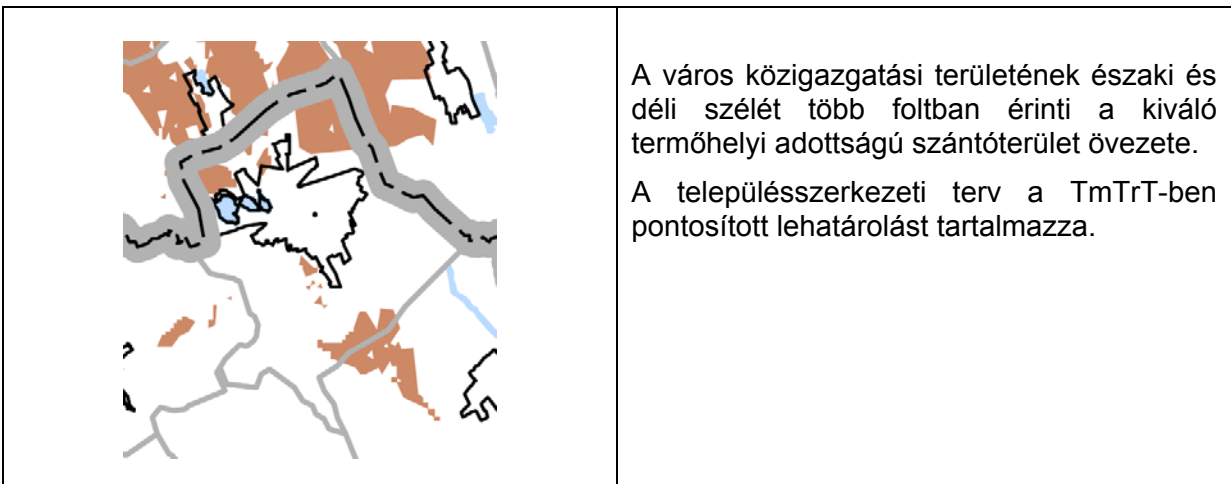 A város közigazgatási területének északi és
déli szélét több foltban érinti a kiváló
termőhelyi adottságú szántóterület övezete.
A településszerkezeti terv a TmTrT-ben
pontosított lehatárolást tartalmazza.